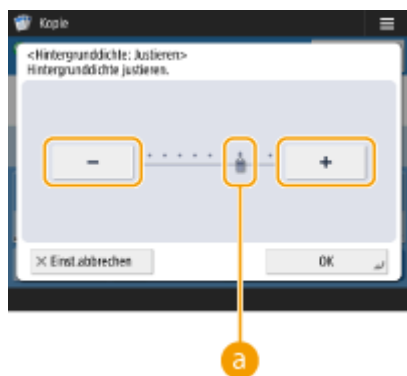 Kopie
<Hintergrunddichte: Justieren>
Hintergrunddichte justieren.
− +
× Einst.abbrechen OK
a